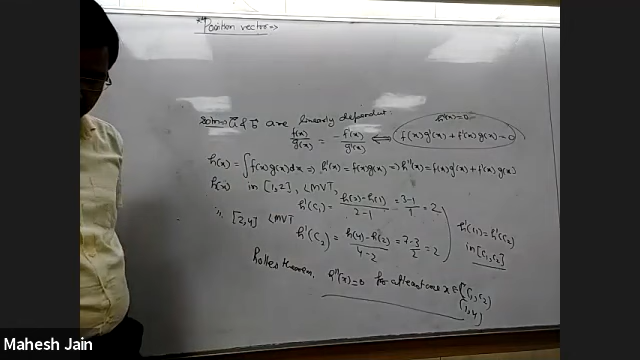 ** Position vector :->
Soln:- a⃗ & b⃗ are linearly dependent.
f(x)/g(x) = -f'(x)/g'(x) ⟺ f(x)g'(x) + f'(x)g(x) = 0
h''(x)=0
h(x) = ∫f(x)g(x)dx ⇒ h'(x) = f(x)g(x) ⇒ h''(x) = f(x)g'(x) + f'(x)g(x)
h(x) in [1,2], LMVT,
h'(C₁) = h(2)-h(1)/2-1 = 3-1/1 = 2
in [2,4] LMVT
h'(C₂) = h(4)-h(2)/4-2 = 7-3/2 = 2
h'(C₁) = h'(C₂)
in [C₁,C₂]
Rolles theorem, h''(x)=0 for atleast one x ∈ (C₁,C₂)
(1,4)
Mahesh Jain